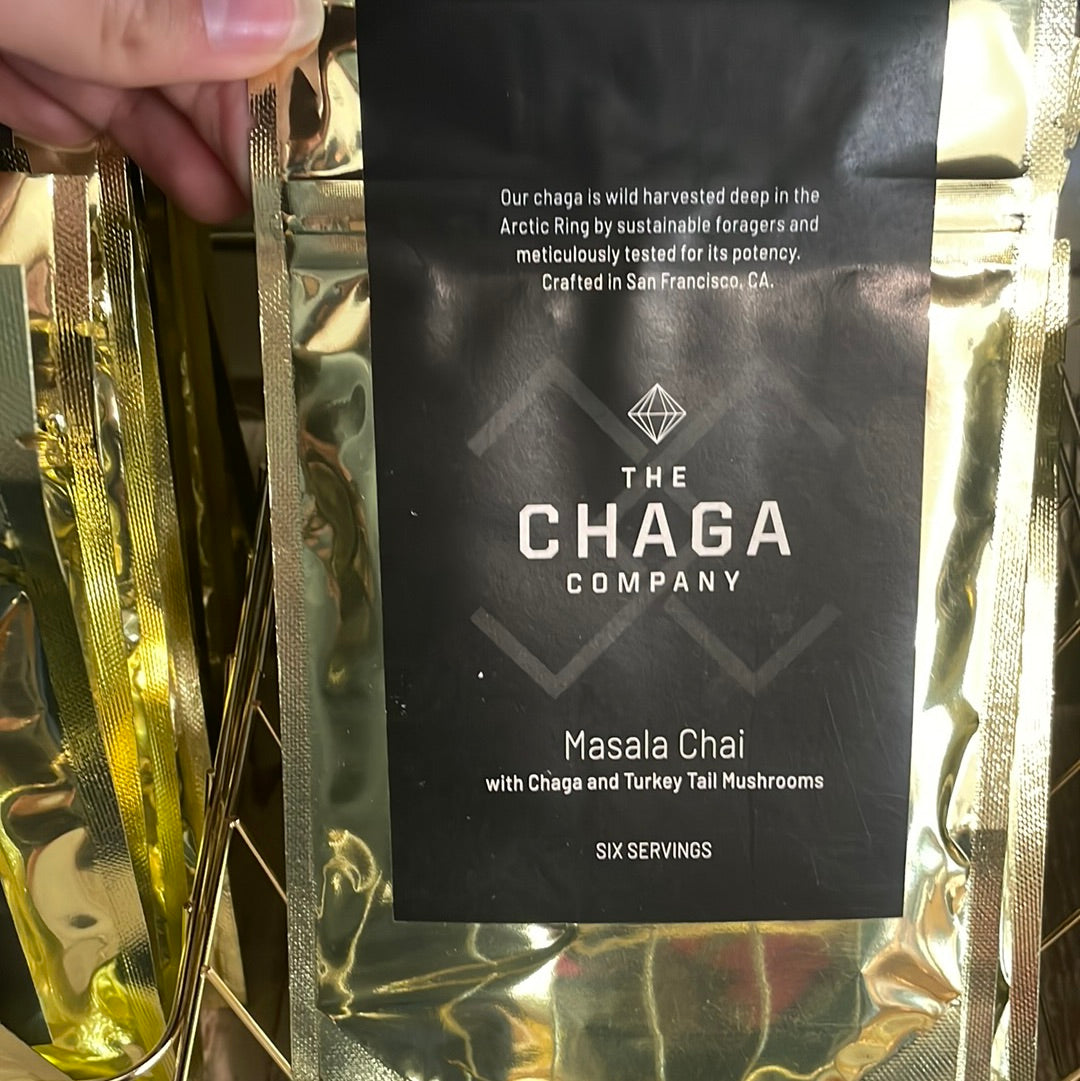 Our chaga is wild harvested deep in the
Arctic Ring by sustainable foragers and
meticulously tested for its potency.
Crafted in San Francisco, CA.
THE
CHAGA
COMPANY
Masala Chai
with Chaga and Turkey Tail Mushrooms
SIX SERVINGS